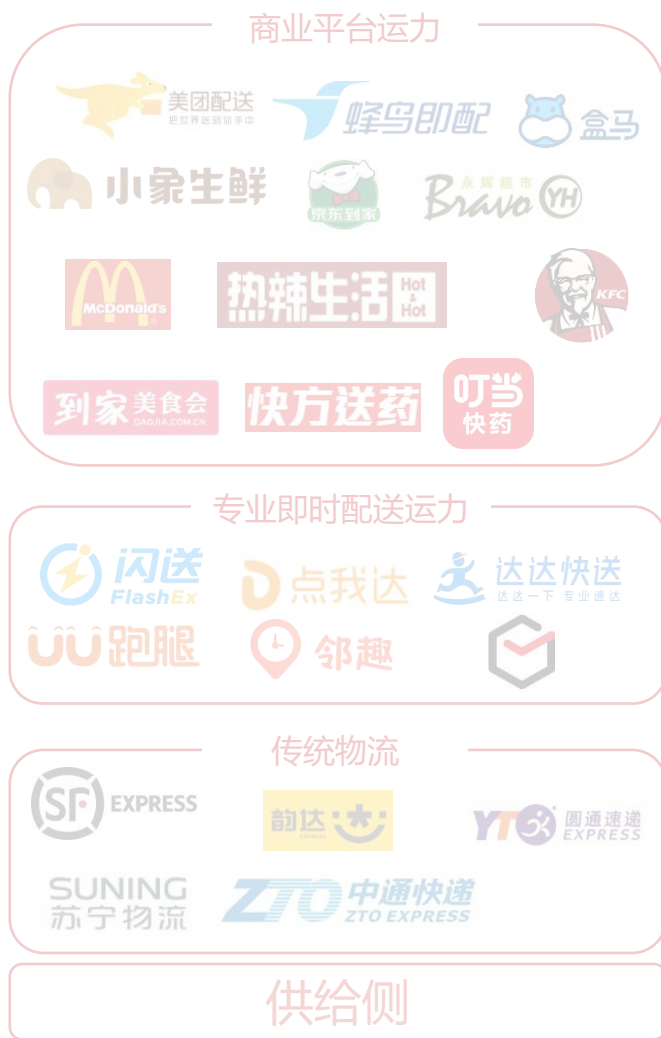 商业平台运力
美团配送
把世界送到你手中
蜂鸟即配
盒马
小象生鲜
京东到家
永辉超市
Bravo YH
McDonald's
热辣生活 Hot & Hot
KFC
到家美食会
DAOJIA.COM.CN
快方送药
叮当
快药
专业即时配送运力
闪送
FlashEx
点我达
达达快送
达达一下 专业速达
UU跑腿
邻趣
传统物流
SF EXPRESS
韵达
YTO 圆通速递
EXPRESS
SUNING
苏宁物流
ZTO 中通快递
ZTO EXPRESS
供给侧